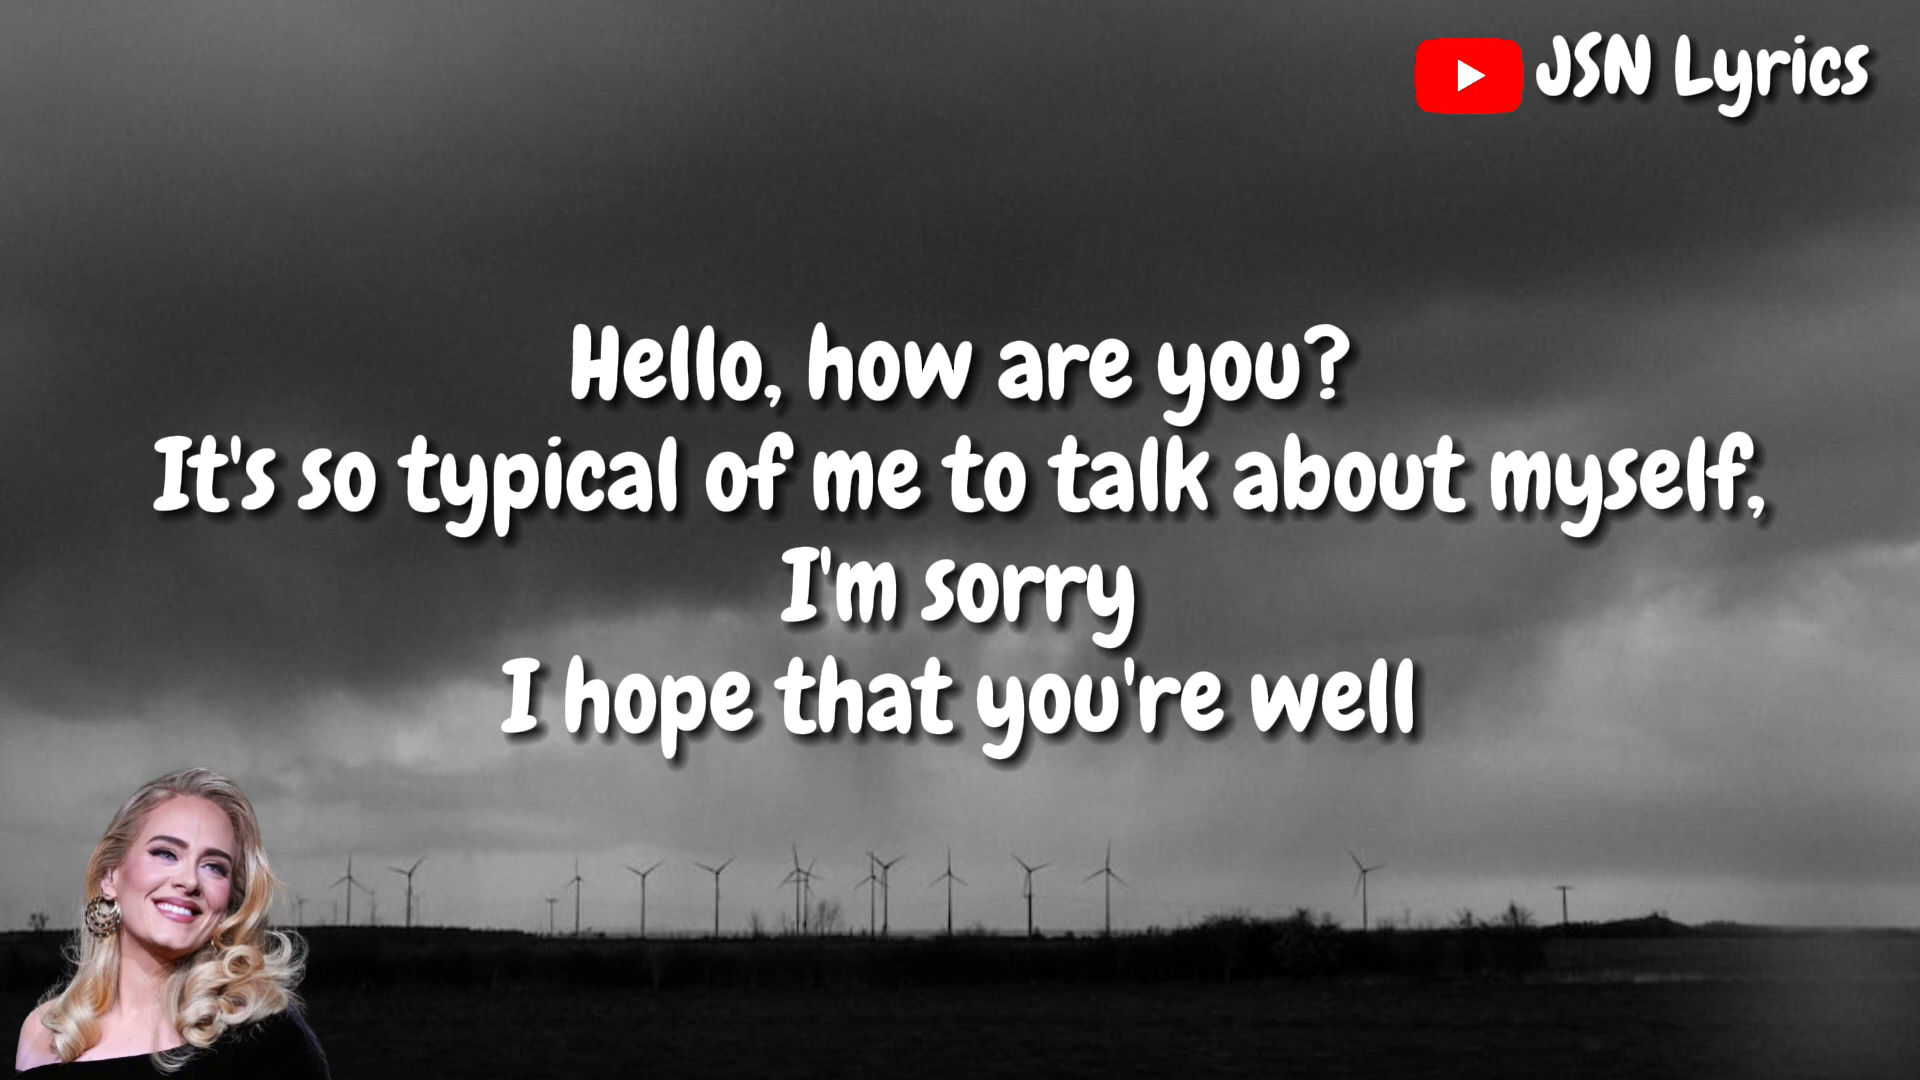 JSN Lyrics
Hello, how are you?
It's so typical of me to talk about myself,
I'm sorry
I hope that you're well